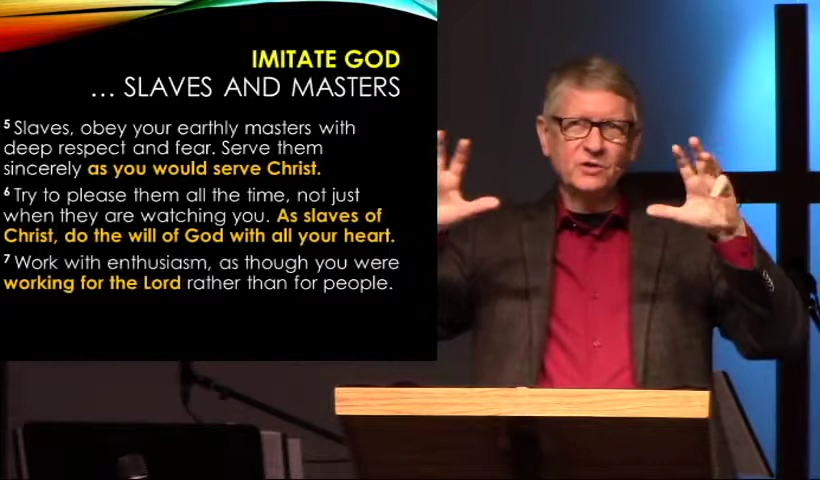 IMITATE GOD
... SLAVES AND MASTERS
5 Slaves, obey your earthly masters with
deep respect and fear. Serve them
sincerely as you would serve Christ.
6 Try to please them all the time, not just
when they are watching you. As slaves of
Christ, do the will of God with all your heart.
7 Work with enthusiasm, as though you were
working for the Lord rather than for people.